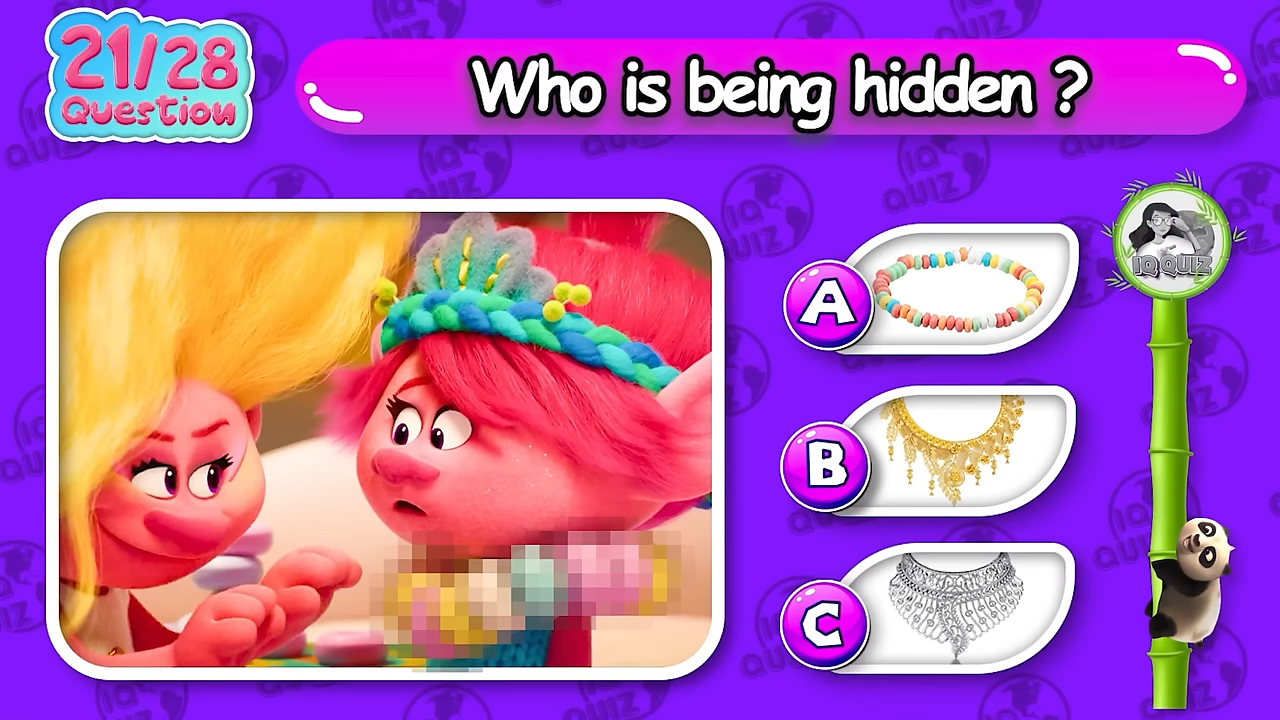 21/28
Question
Who is being hidden ?
A
B
C
IQ QUIZ